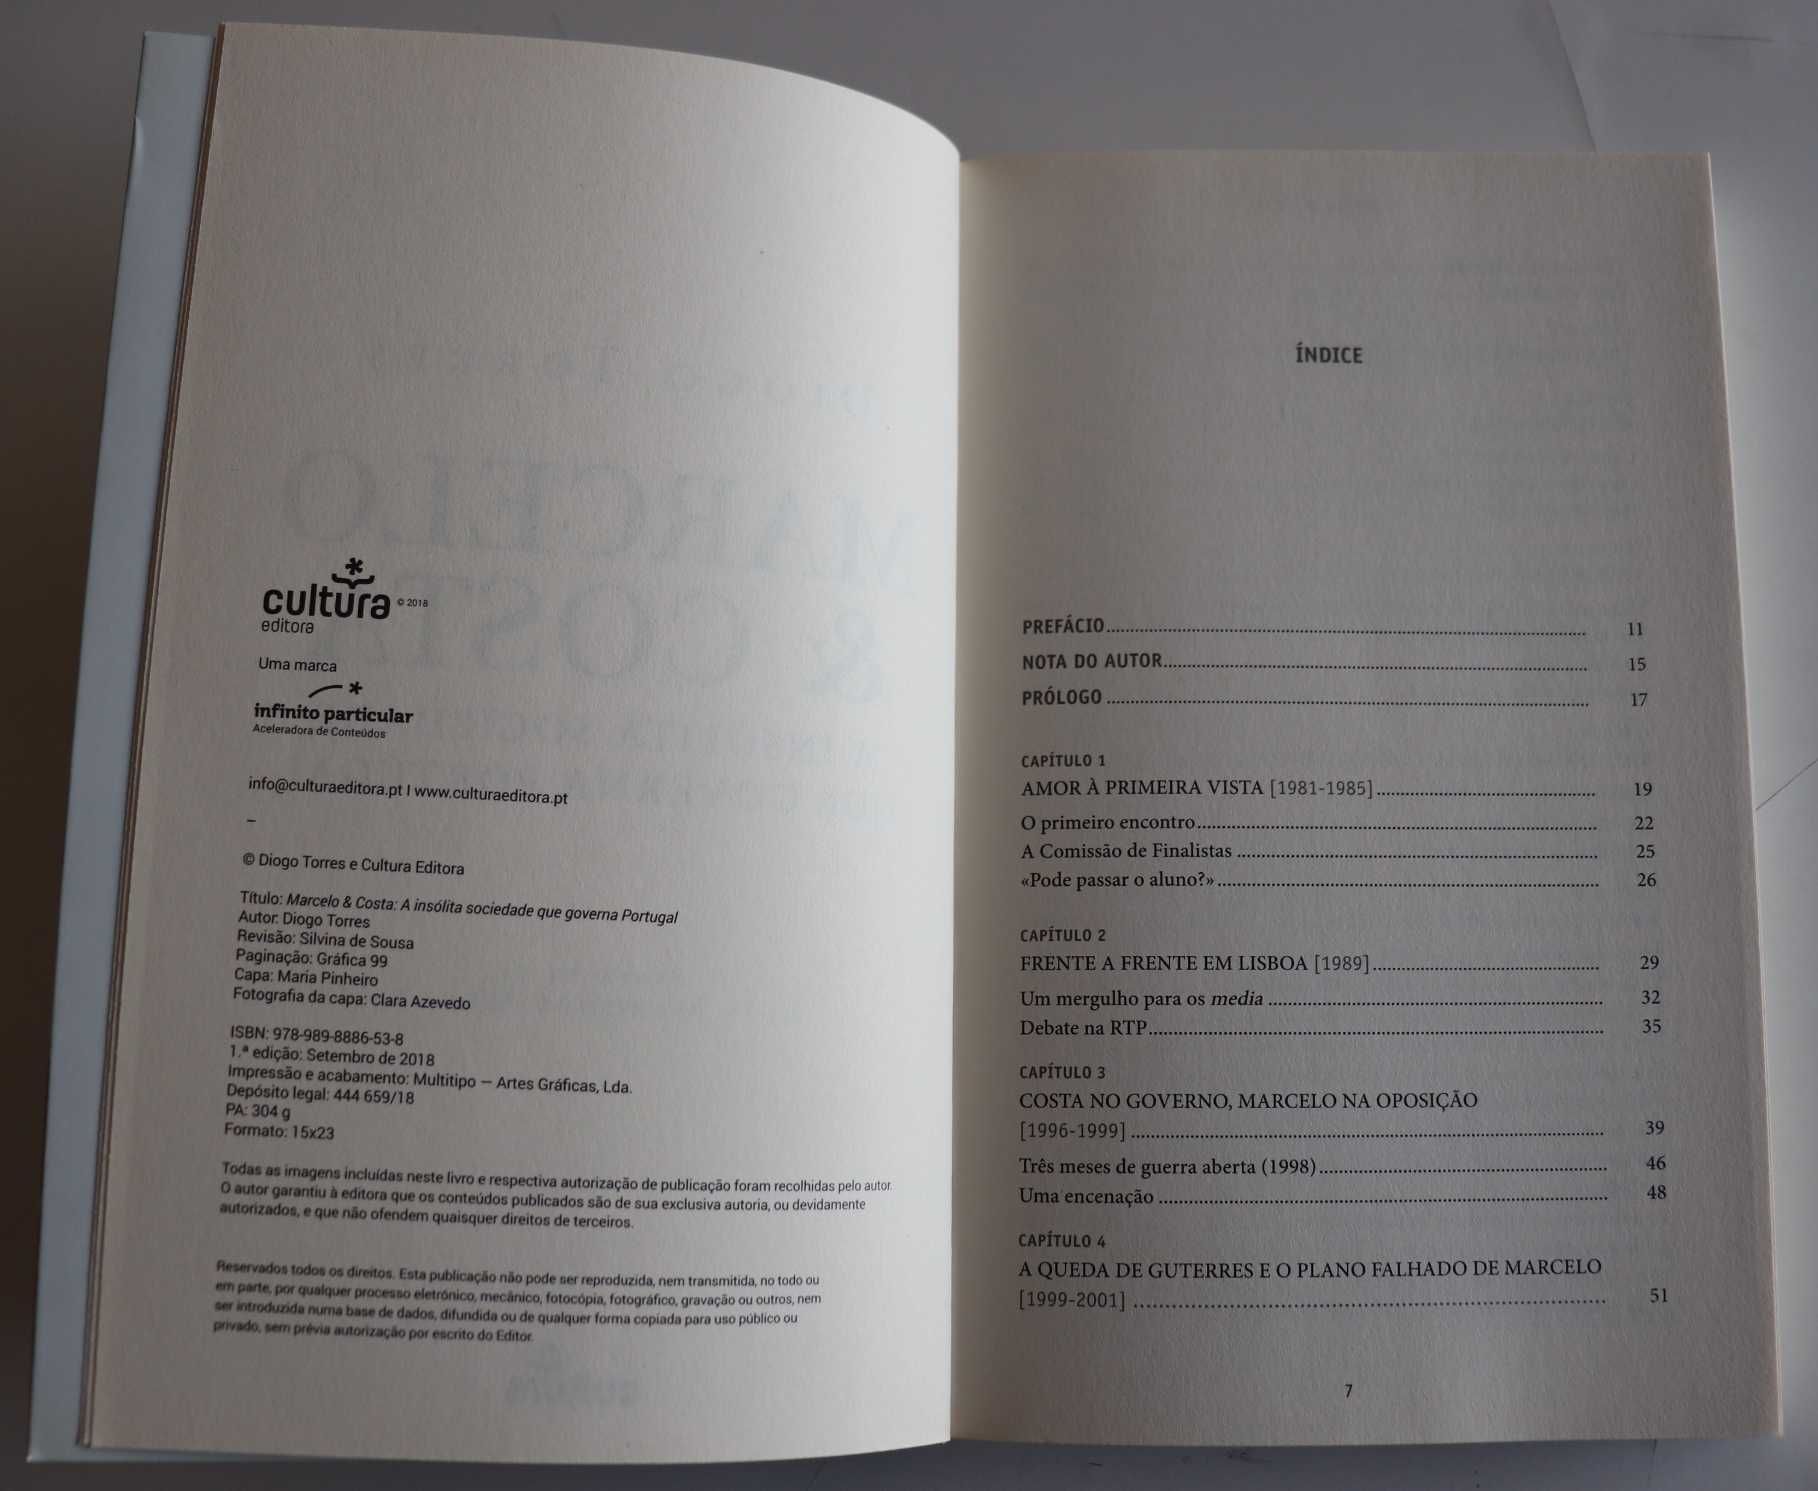 cultura © 2018
editora
Uma marca
infinito particular
Aceleradora de Conteúdos
info@culturaeditora.pt I www.culturaeditora.pt
–
© Diogo Torres e Cultura Editora
Título: Marcelo & Costa: A insólita sociedade que governa Portugal
Autor: Diogo Torres
Revisão: Silvina de Sousa
Paginação: Gráfica 99
Capa: Maria Pinheiro
Fotografia da capa: Clara Azevedo
ISBN: 978-989-8886-53-8
1.ª edição: Setembro de 2018
Impressão e acabamento: Multitipo — Artes Gráficas, Lda.
Depósito legal: 444 659/18
PA: 304 g
Formato: 15x23
Todas as imagens incluídas neste livro e respectiva autorização de publicação foram recolhidas pelo autor.
O autor garantiu à editora que os conteúdos publicados são de sua exclusiva autoria, ou devidamente
autorizados, e que não ofendem quaisquer direitos de terceiros.
Reservados todos os direitos. Esta publicação não pode ser reproduzida, nem transmitida, no todo ou
em parte, por qualquer processo eletrónico, mecânico, fotocópia, fotográfico, gravação ou outros, nem
ser introduzida numa base de dados, difundida ou de qualquer forma copiada para uso público ou
privado, sem prévia autorização por escrito do Editor.
ÍNDICE
PREFÁCIO 11
NOTA DO AUTOR 15
PRÓLOGO 17
CAPÍTULO 1
AMOR À PRIMEIRA VISTA [1981-1985] 19
O primeiro encontro 22
A Comissão de Finalistas 25
«Pode passar o aluno?» 26
CAPÍTULO 2
FRENTE A FRENTE EM LISBOA [1989] 29
Um mergulho para os media 32
Debate na RTP 35
CAPÍTULO 3
COSTA NO GOVERNO, MARCELO NA OPOSIÇÃO
[1996-1999] 39
Três meses de guerra aberta (1998) 46
Uma encenação 48
CAPÍTULO 4
A QUEDA DE GUTERRES E O PLANO FALHADO DE MARCELO
[1999-2001] 51
7